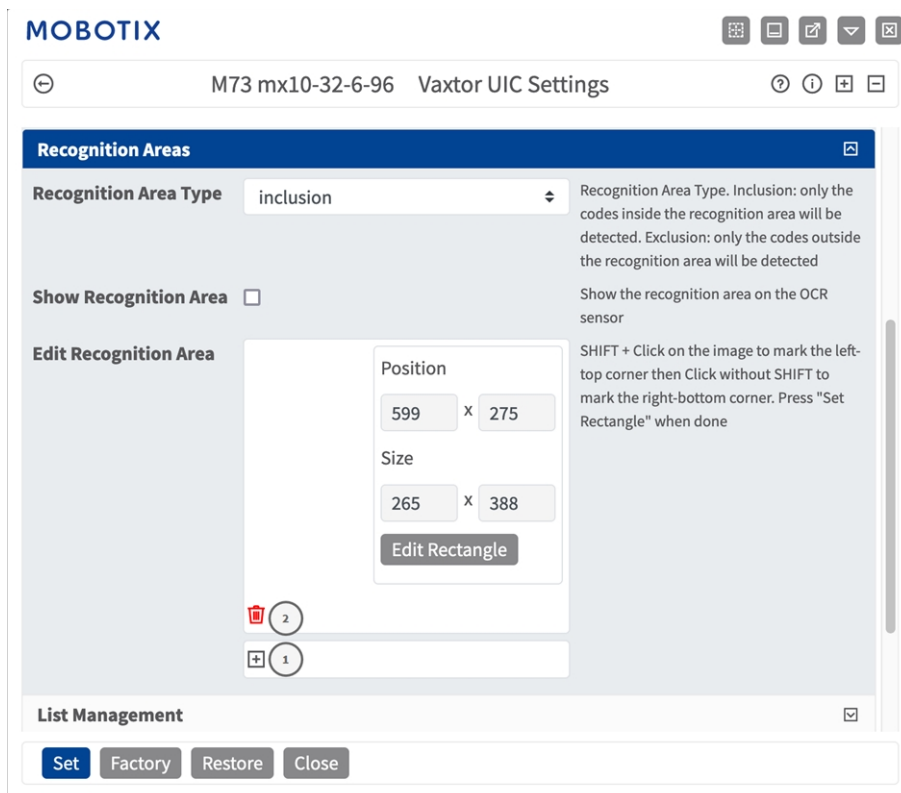 MOBOTIX
M73 mx10-32-6-96 Vaxtor UIC Settings
Recognition Areas
Recognition Area Type
inclusion
Recognition Area Type. Inclusion: only the
codes inside the recognition area will be
detected. Exclusion: only the codes outside
the recognition area will be detected
Show Recognition Area
Show the recognition area on the OCR
sensor
Edit Recognition Area
Position
599 x 275
Size
265 x 388
Edit Rectangle
2
1
SHIFT + Click on the image to mark the left-
top corner then Click without SHIFT to
mark the right-bottom corner. Press "Set
Rectangle" when done
List Management
Set Factory Restore Close